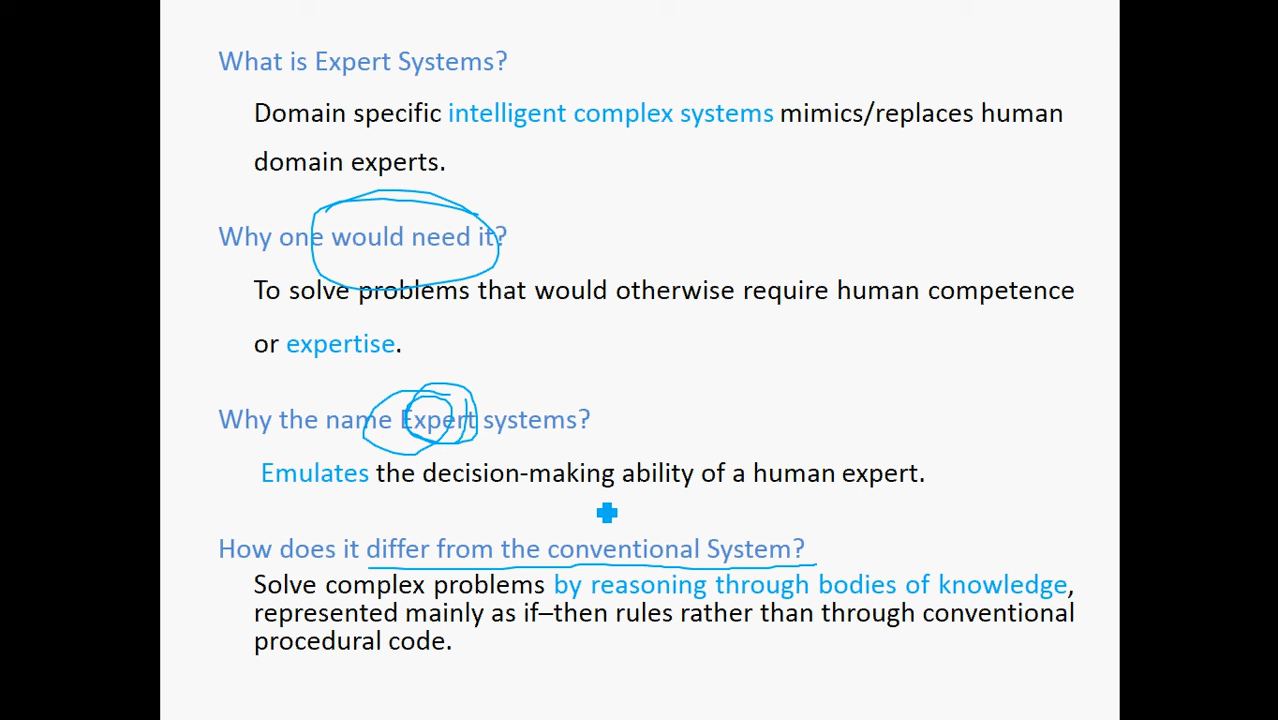 What is Expert Systems?
Domain specific intelligent complex systems mimics/replaces human
domain experts.
Why one would need it?
To solve problems that would otherwise require human competence
or expertise.
Why the name Expert systems?
Emulates the decision-making ability of a human expert.
How does it differ from the conventional System?
Solve complex problems by reasoning through bodies of knowledge,
represented mainly as if–then rules rather than through conventional
procedural code.